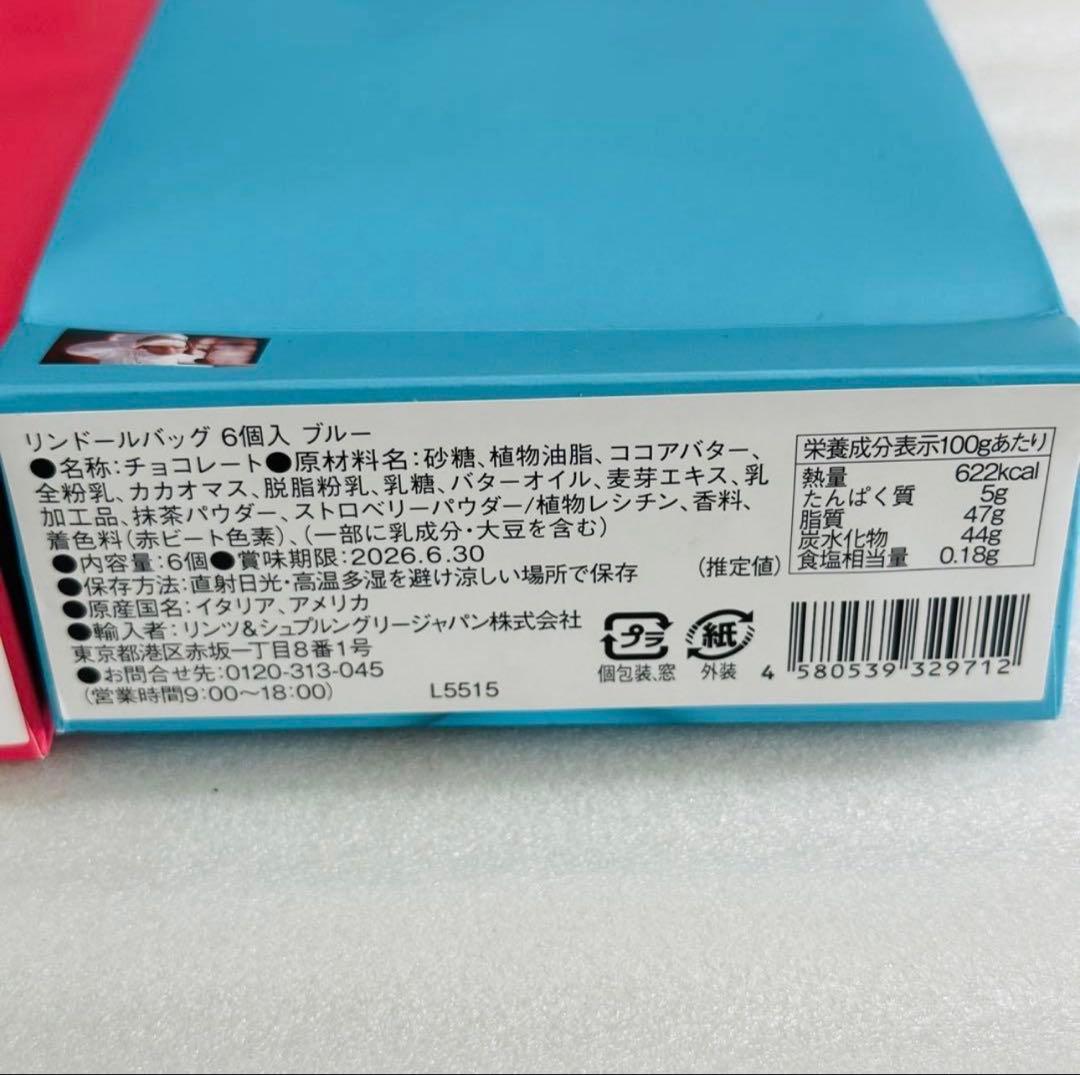 リンドールバッグ 6個入 ブルー
●名称:チョコレート●原材料名:砂糖、植物油脂、ココアバター、
全粉乳、カカオマス、脱脂粉乳、乳糖、バターオイル、麦芽エキス、乳
加工品、抹茶パウダー、ストロベリーパウダー/植物レシチン、香料、
着色料(赤ビート色素)、(一部に乳成分・大豆を含む)
●内容量:6個●賞味期限:2026.6.30
●保存方法:直射日光・高温多湿を避け涼しい場所で保存
●原産国名:イタリア、アメリカ
●輸入者:リンツ&シュプルングリージャパン株式会社
東京都港区赤坂一丁目8番1号
●お問合せ先:0120-313-045
(営業時間9:00〜18:00)
L5515
栄養成分表示100gあたり
熱量 622kcal
たんぱく質 5g
脂質 47g
炭水化物 44g
食塩相当量 0.18g
(推定値)
プラ
個包装、窓
紙
外装
4 580539 329712